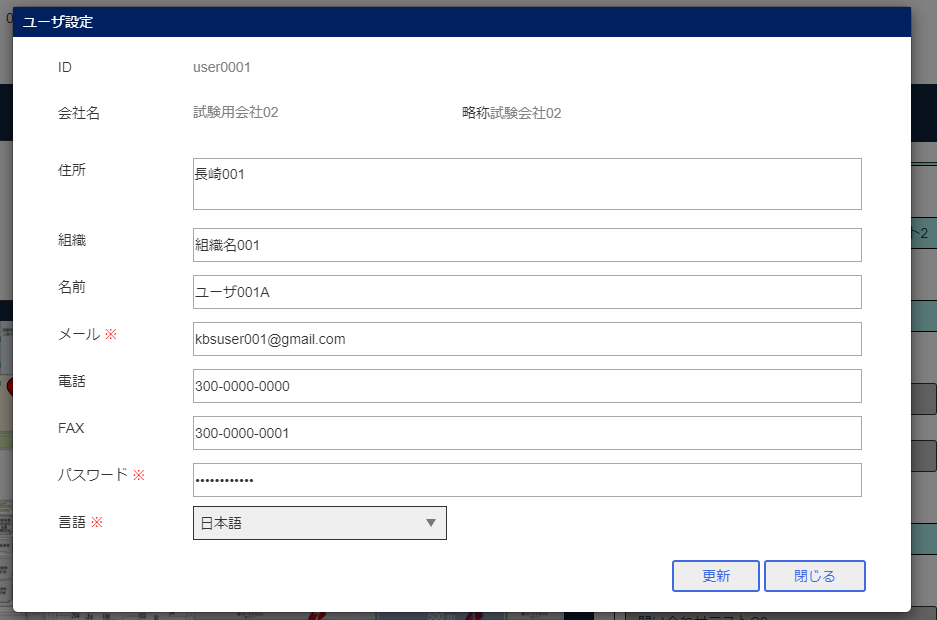 ユーザ設定
ID user0001
会社名 試験用会社02 略称試験会社02
住所 長崎001
組織 組織名001
名前 ユーザ001A
メール ※ kbsuser001@gmail.com
電話 300-0000-0000
FAX 300-0000-0001
パスワード ※ ••••••••••••
言語 ※ 日本語 ▼
更新 閉じる